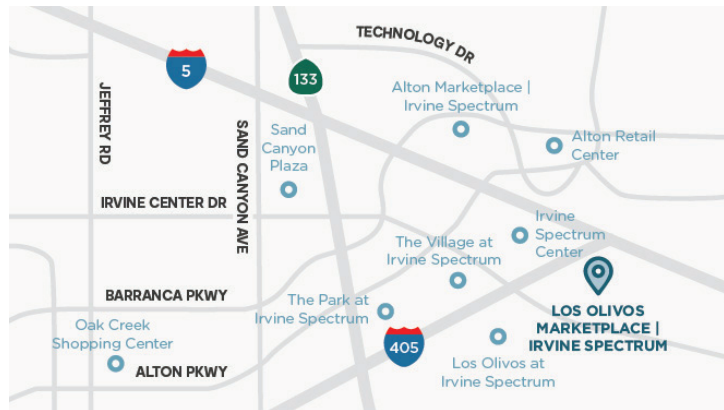 TECHNOLOGY DR
5
133
JEFFREY RD
Alton Marketplace |
Irvine Spectrum
Sand
Canyon
Plaza
SAND CANYON AVE
Alton Retail
Center
IRVINE CENTER DR
Irvine
Spectrum
Center
The Village at
Irvine Spectrum
BARRANCA PKWY
The Park at
Irvine Spectrum
LOS OLIVOS
MARKETPLACE |
IRVINE SPECTRUM
Oak Creek
Shopping Center
405
Los Olivos at
Irvine Spectrum
ALTON PKWY